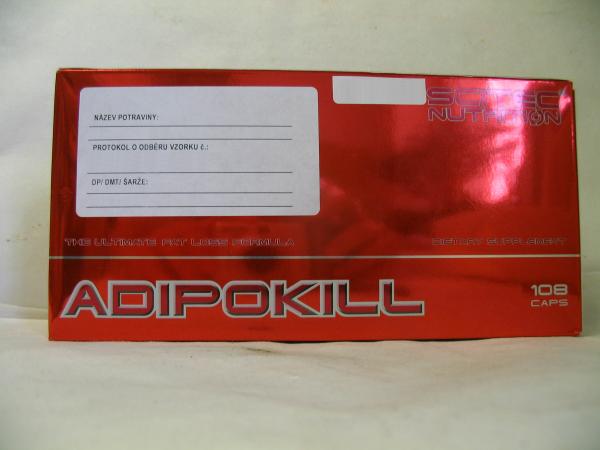 SCITEC
NUTRITION
NÁZEV POTRAVINY:
PROTOKOL O ODBĚRU VZORKU č.:
DP/ DMT/ ŠARŽE:
THE ULTIMATE FAT LOSS FORMULA
DIETARY SUPPLEMENT
ADIPOKILL
108
CAPS